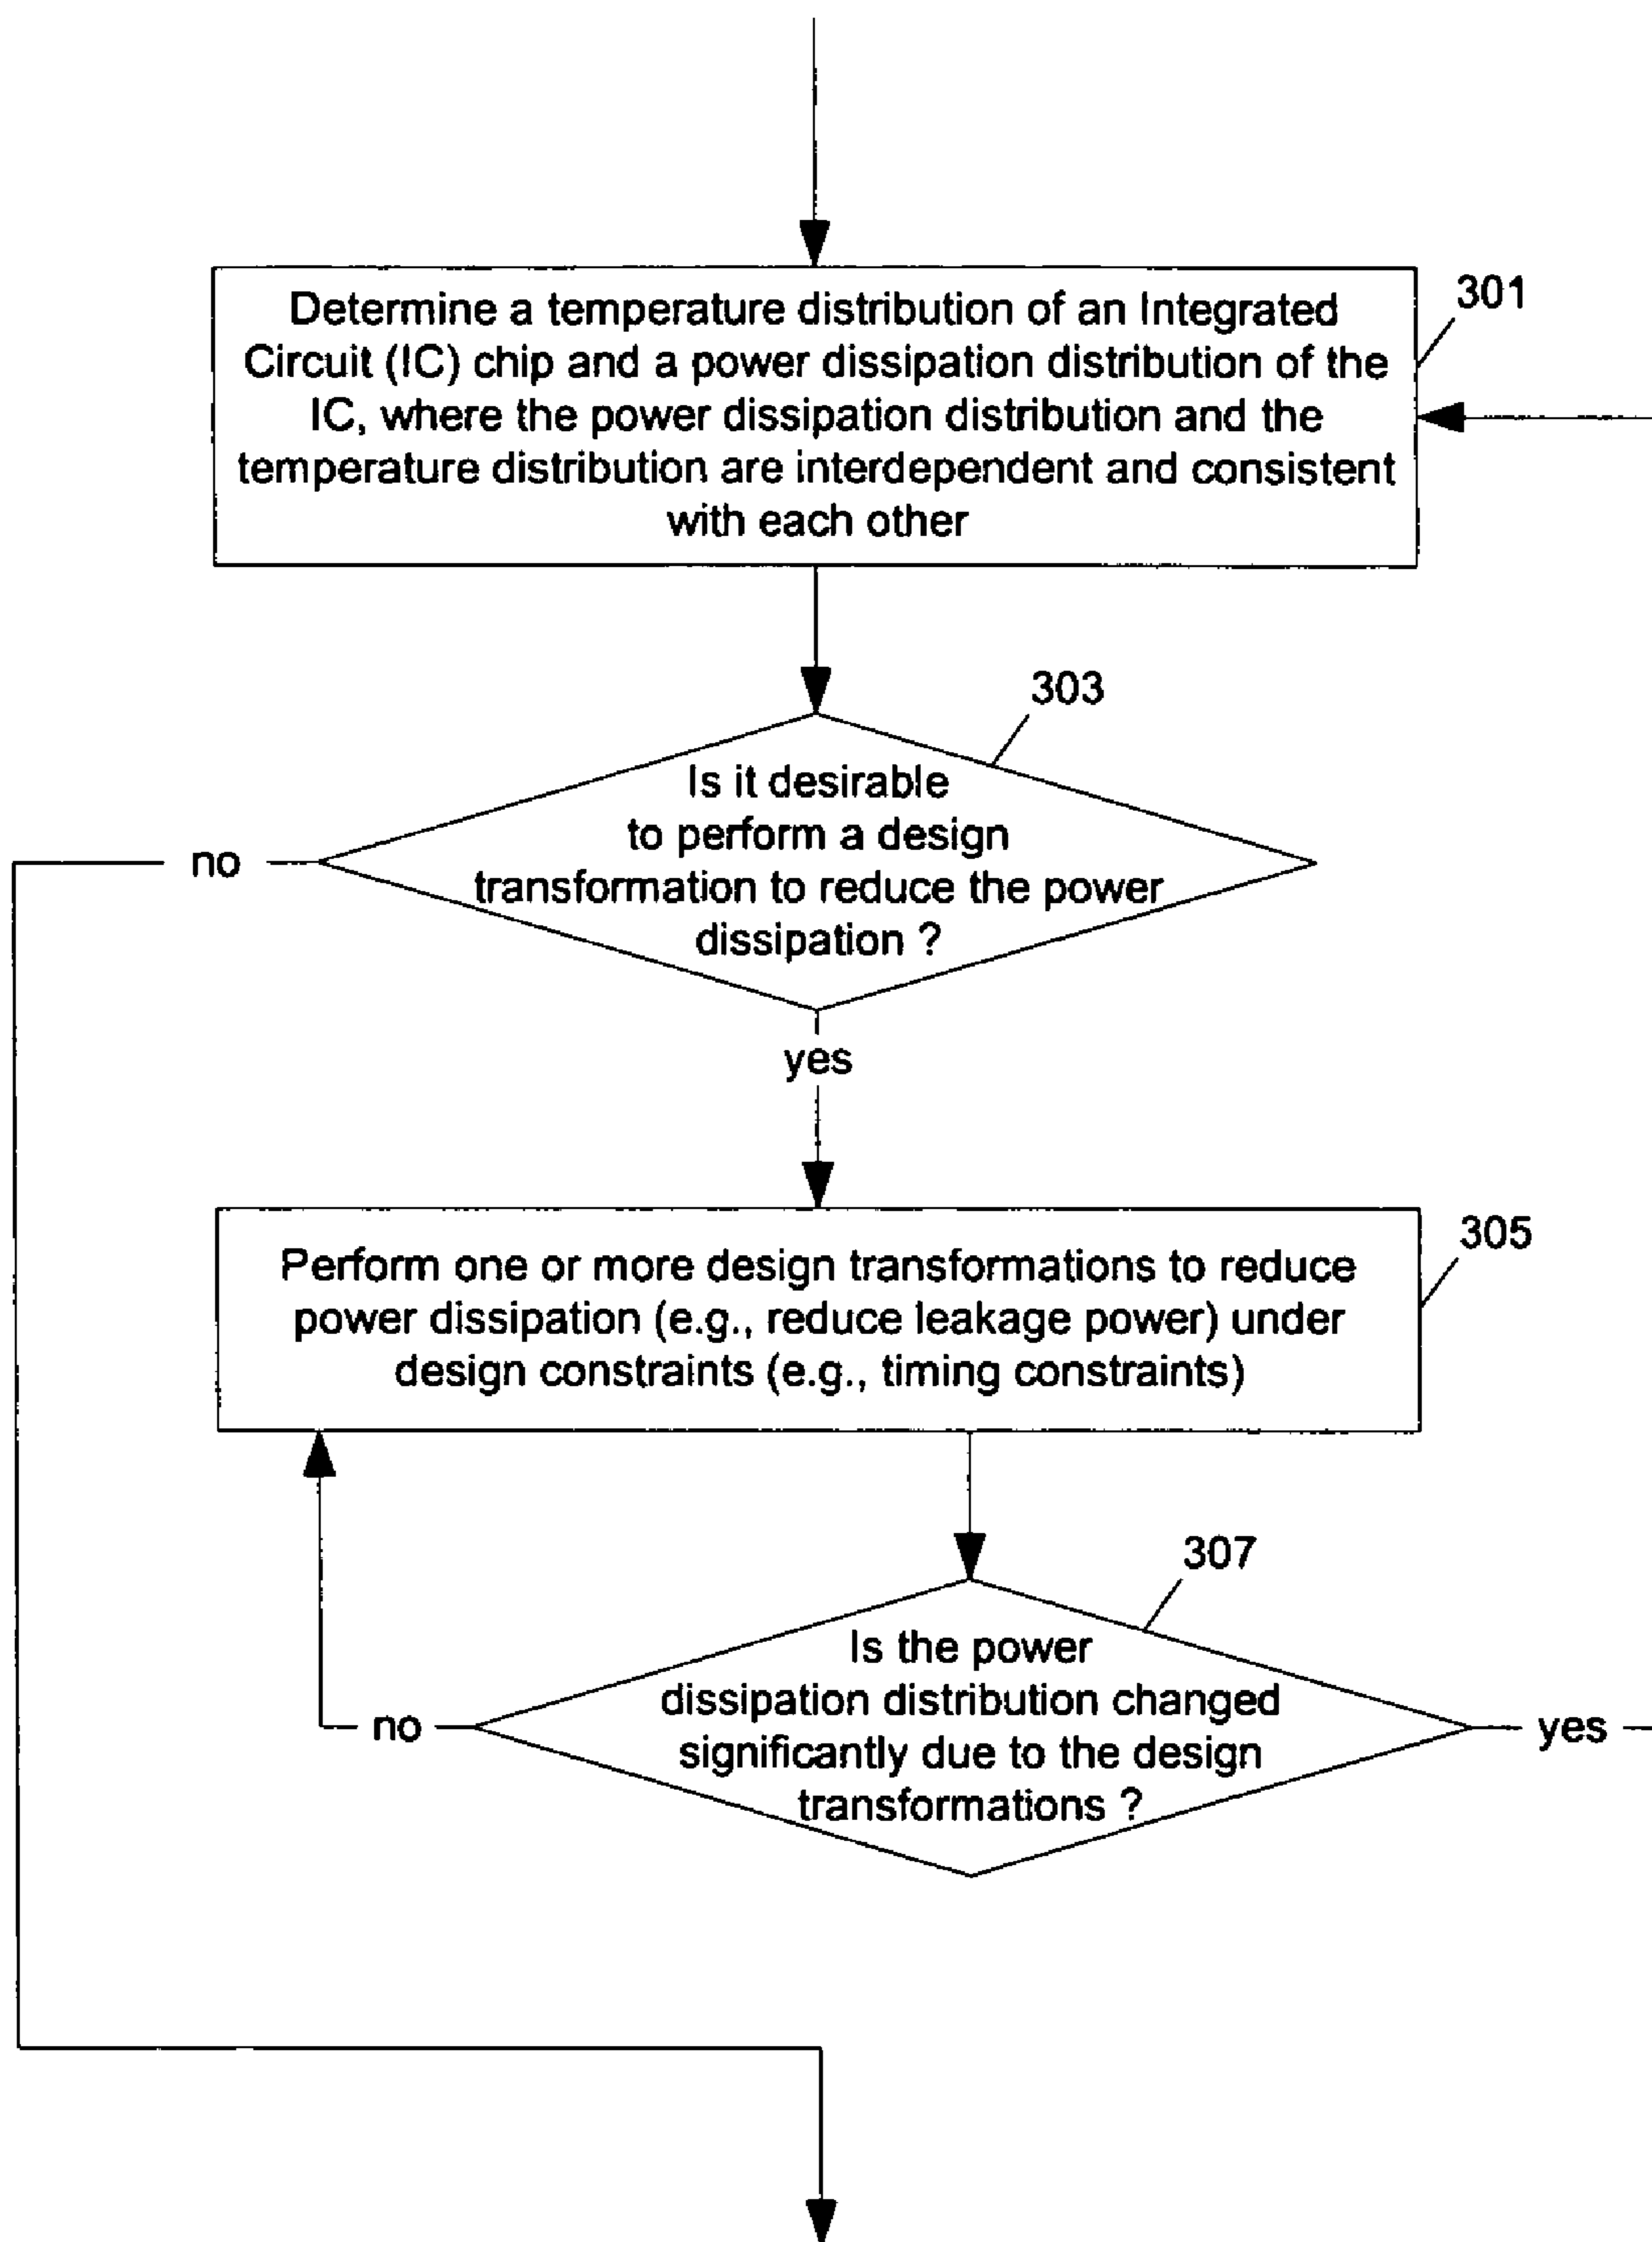 301
Determine a temperature distribution of an Integrated
Circuit (IC) chip and a power dissipation distribution of the
IC, where the power dissipation distribution and the
temperature distribution are interdependent and consistent
with each other
303
Is it desirable
to perform a design
transformation to reduce the power
dissipation ?
no
yes
305
Perform one or more design transformations to reduce
power dissipation (e.g., reduce leakage power) under
design constraints (e.g., timing constraints)
307
Is the power
dissipation distribution changed
significantly due to the design
transformations ?
no
yes